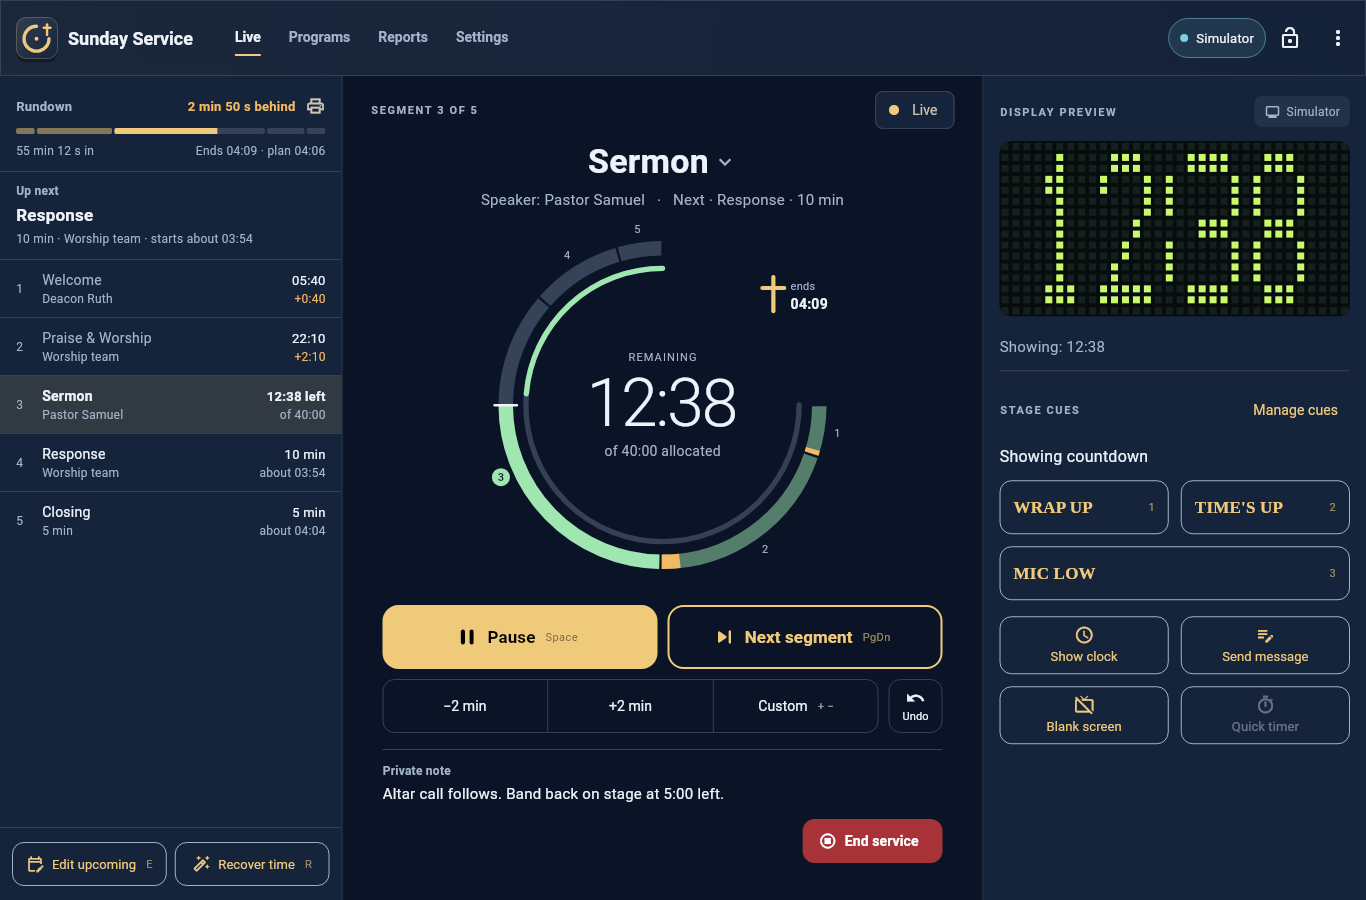 Sunday Service
Live
Programs
Reports
Settings
Simulator
Rundown
2 min 50 s behind
55 min 12 s in
Ends 04:09 · plan 04:06
Up next
Response
10 min · Worship team · starts about 03:54
1
Welcome
05:40
Deacon Ruth
+0:40
2
Praise & Worship
22:10
Worship team
+2:10
3
Sermon
12:38 left
Pastor Samuel
of 40:00
4
Response
10 min
Worship team
about 03:54
5
Closing
5 min
5 min
about 04:04
Edit upcoming E
Recover time R
SEGMENT 3 OF 5
Live
Sermon
Speaker: Pastor Samuel · Next · Response · 10 min
5
4
ends
04:09
REMAINING
12:38
of 40:00 allocated
1
3
2
Pause Space
Next segment PgDn
−2 min
+2 min
Custom + −
Undo
Private note
Altar call follows. Band back on stage at 5:00 left.
End service
DISPLAY PREVIEW
Simulator
1238
Showing: 12:38
STAGE CUES
Manage cues
Showing countdown
WRAP UP 1
TIME'S UP 2
MIC LOW 3
Show clock
Send message
Blank screen
Quick timer